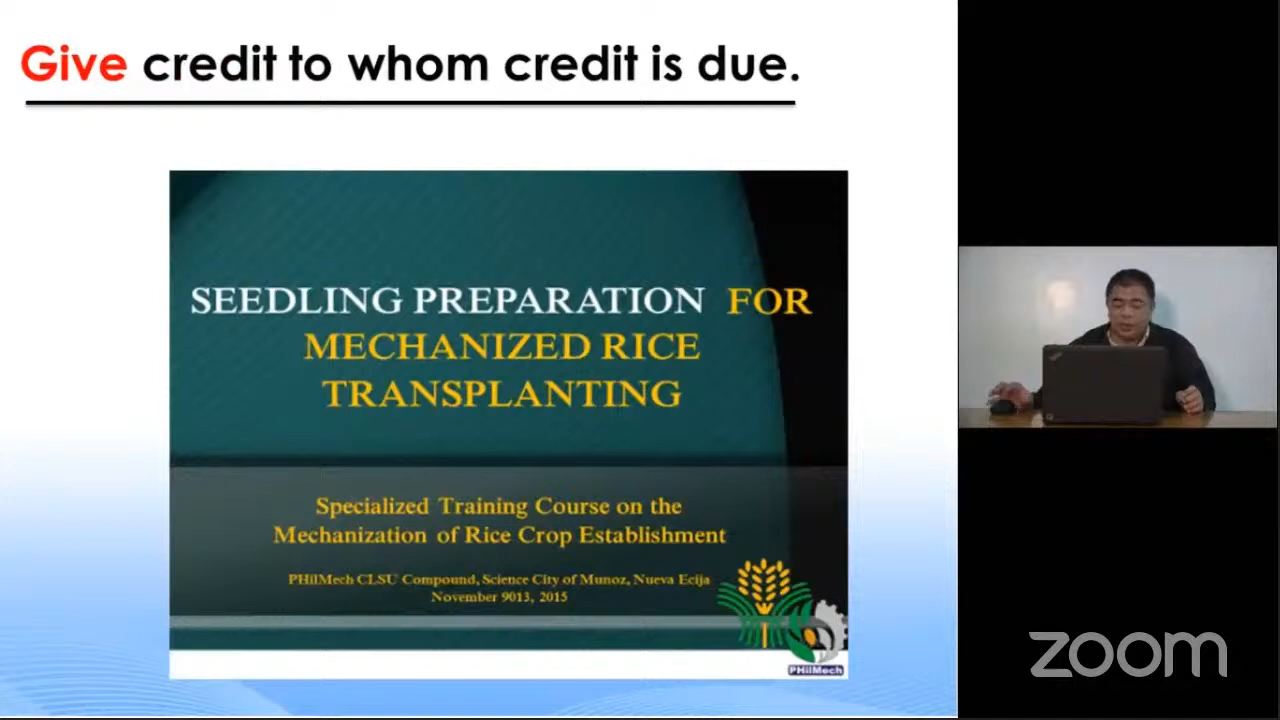 Give credit to whom credit is due.
SEEDLING PREPARATION FOR
MECHANIZED RICE
TRANSPLANTING
Specialized Training Course on the
Mechanization of Rice Crop Establishment
PHilMech CLSU Compound, Science City of Munoz, Nueva Ecija
November 9013, 2015
PHilMech
zoom